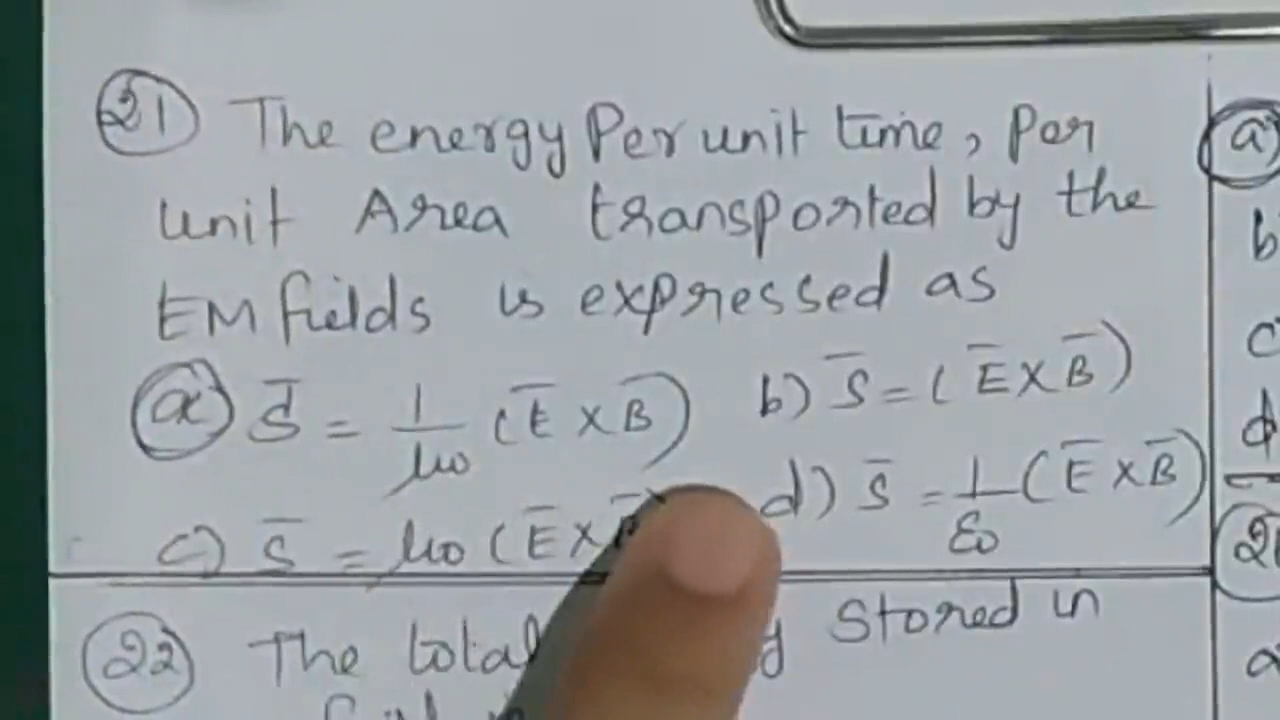 21 The energy Per unit time, per
unit Area transported by the
EM fields is expressed as
a) S̅ = 1/μ0 (E̅ × B̅) b) S̅ = (E̅ × B̅)
c) S̅ = μ0 (E̅ × d) S̅ = 1/ε0 (E̅ × B̅)
22 The total stored in
a)
b
c
d
a